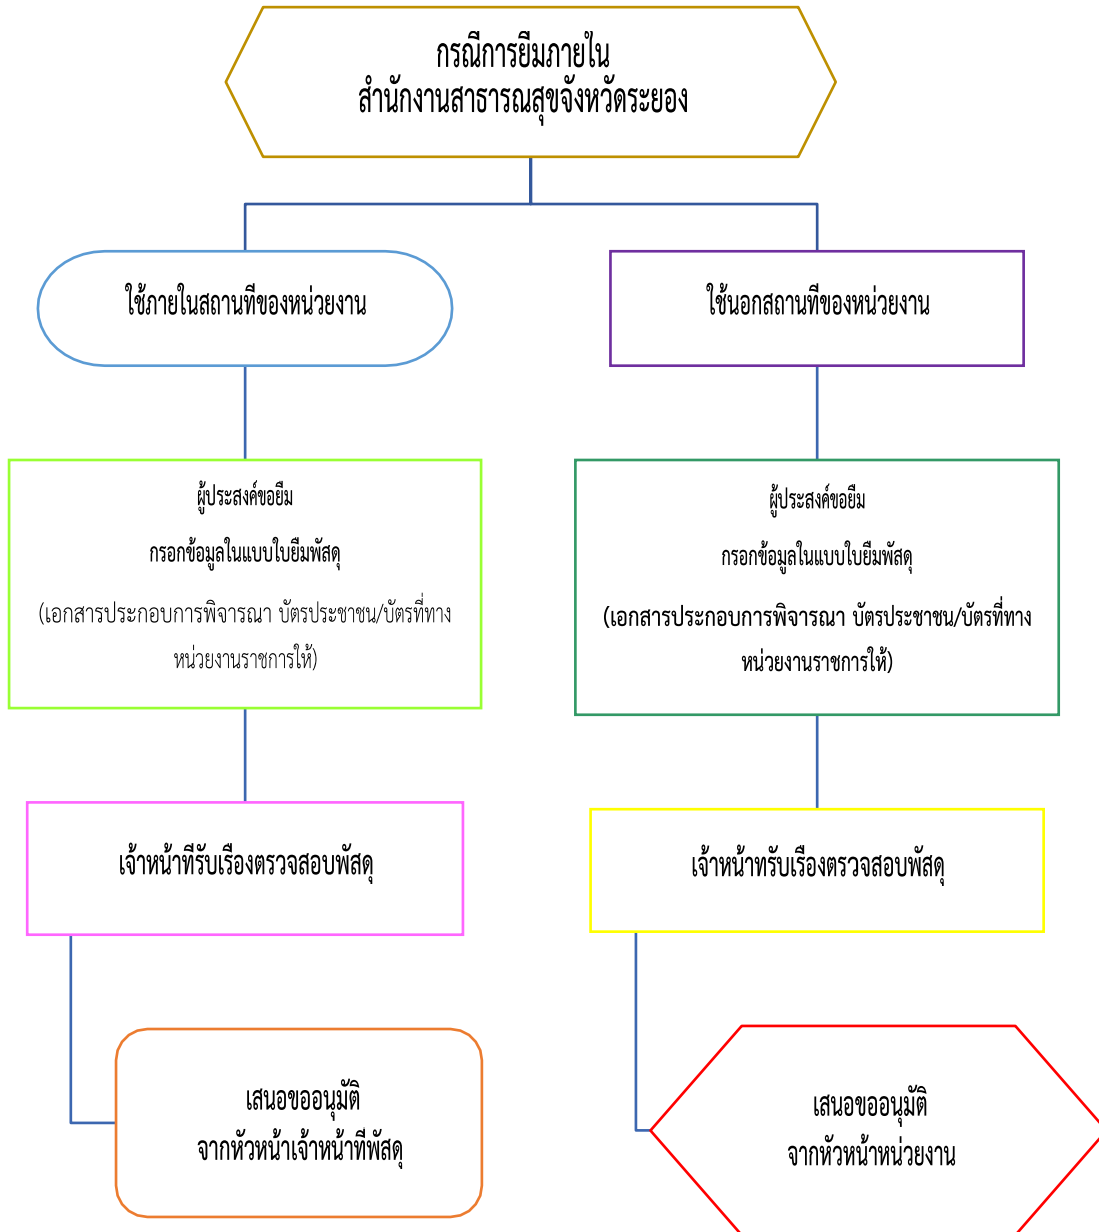 กรณีการยืมภายใน
สำนักงานสาธารณสุขจังหวัดระยอง
ใช้ภายในสถานทีของหน่วยงาน
ใช้นอกสถานทีของหน่วยงาน
ผู้ประสงค์ขอยืม
กรอกข้อมูลในแบบใบยืมพัสดุ
(เอกสารประกอบการพิจารณา บัตรประชาชน/บัตรที่ทาง
หน่วยงานราชการให้)
ผู้ประสงค์ขอยืม
กรอกข้อมูลในแบบใบยืมพัสดุ
(เอกสารประกอบการพิจารณา บัตรประชาชน/บัตรที่ทาง
หน่วยงานราชการให้)
เจ้าหน้าทีรับเรืองตรวจสอบพัสดุ
เจ้าหน้าทรับเรืองตรวจสอบพัสดุ
เสนอขออนุมัติ
จากหัวหน้าเจ้าหน้าทีพัสดุ
เสนอขออนุมัติ
จากหัวหน้าหน่วยงาน